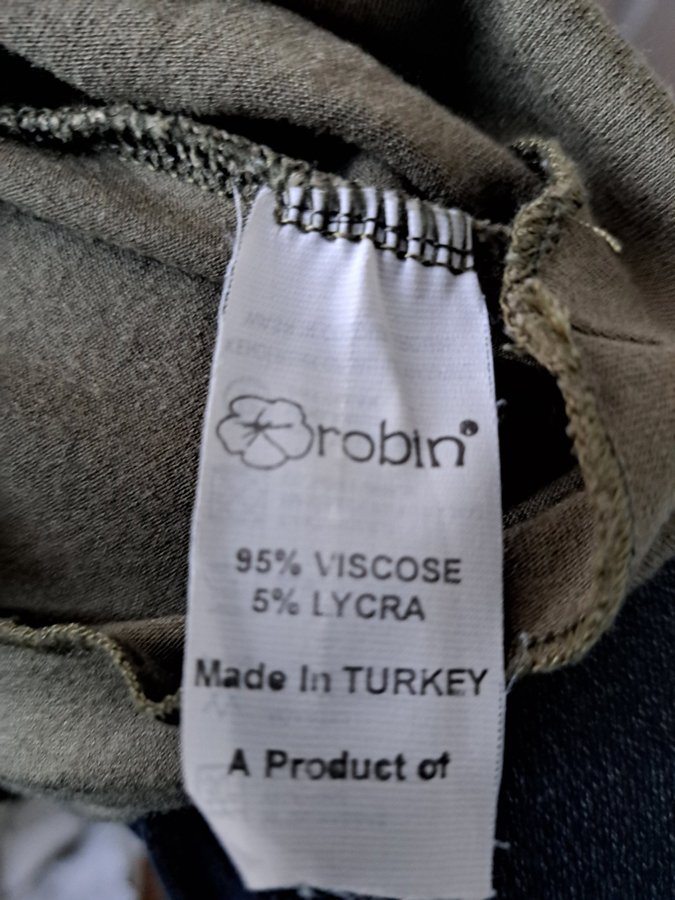 robin®
95% VISCOSE
5% LYCRA
Made In TURKEY
A Product of